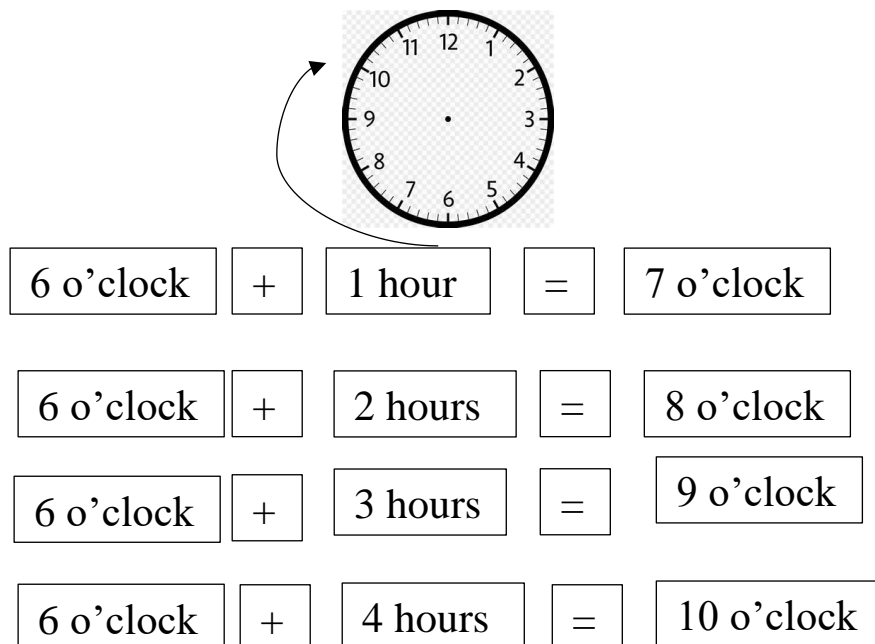 12
11 1
10 2
9 3
8 4
7 5
6
6 o’clock + 1 hour = 7 o’clock
6 o’clock + 2 hours = 8 o’clock
6 o’clock + 3 hours = 9 o’clock
6 o’clock + 4 hours = 10 o’clock